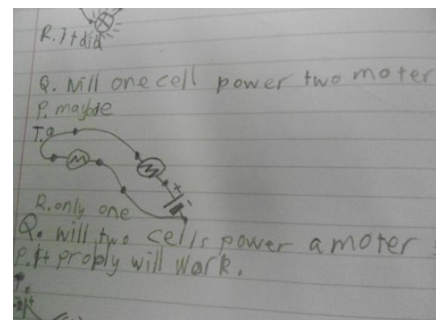 R. It did
Q. Will one cell power two moter
P. maybe
T.
M
M
+ -
R. only one
Q. will two cells power a moter
P. It probly will work.
T.